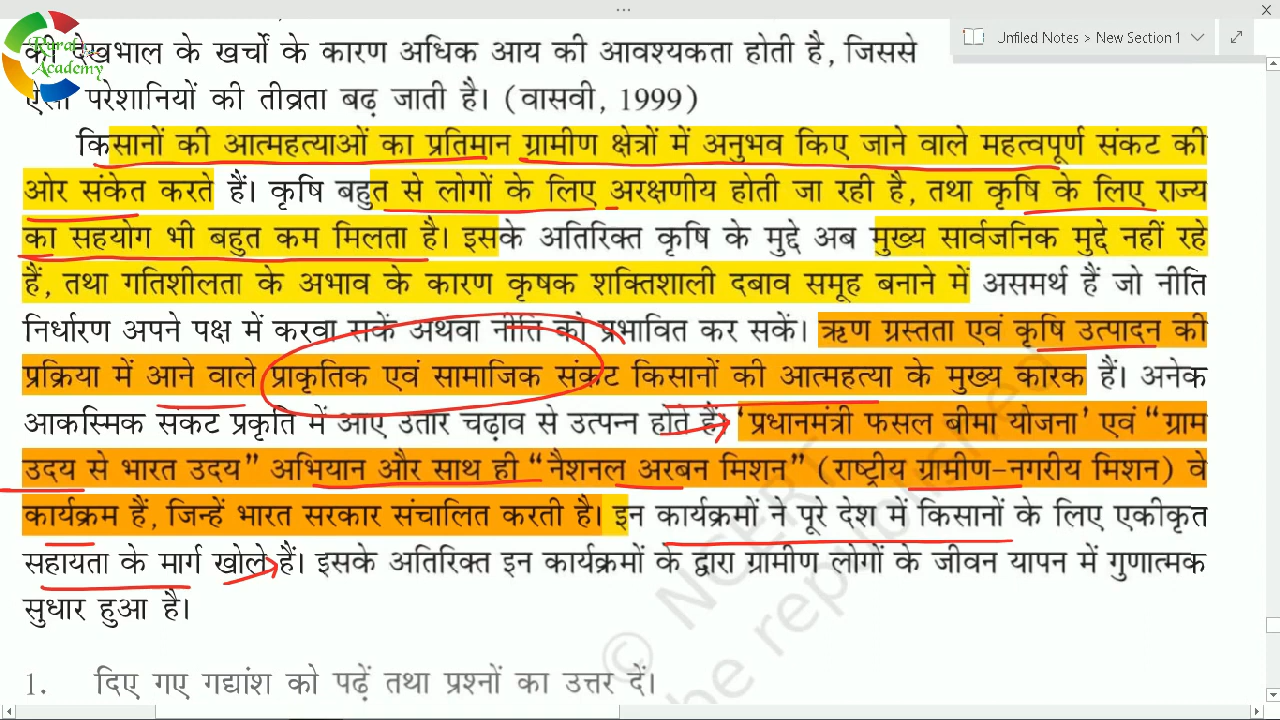 Rural
Academy
Unfiled Notes > New Section 1
की देखभाल के खर्चों के कारण अधिक आय की आवश्यकता होती है, जिससे
ऐसी परेशानियों की तीव्रता बढ़ जाती है। (वासवी, 1999)
किसानों की आत्महत्याओं का प्रतिमान ग्रामीण क्षेत्रों में अनुभव किए जाने वाले महत्वपूर्ण संकट की
ओर संकेत करते हैं। कृषि बहुत से लोगों के लिए अरक्षणीय होती जा रही है, तथा कृषि के लिए राज्य
का सहयोग भी बहुत कम मिलता है। इसके अतिरिक्त कृषि के मुद्दे अब मुख्य सार्वजनिक मुद्दे नहीं रहे
हैं, तथा गतिशीलता के अभाव के कारण कृषक शक्तिशाली दबाव समूह बनाने में असमर्थ हैं जो नीति
निर्धारण अपने पक्ष में करवा सकें अथवा नीति को प्रभावित कर सकें। ऋण ग्रस्तता एवं कृषि उत्पादन की
प्रक्रिया में आने वाले प्राकृतिक एवं सामाजिक संकट किसानों की आत्महत्या के मुख्य कारक हैं। अनेक
आकस्मिक संकट प्रकृति में आए उतार चढ़ाव से उत्पन्न होते हैं। 'प्रधानमंत्री फसल बीमा योजना' एवं “ग्राम
उदय से भारत उदय” अभियान और साथ ही “नैशनल अरबन मिशन” (राष्ट्रीय ग्रामीण-नगरीय मिशन) वे
कार्यक्रम हैं, जिन्हें भारत सरकार संचालित करती है। इन कार्यक्रमों ने पूरे देश में किसानों के लिए एकीकृत
सहायता के मार्ग खोले हैं। इसके अतिरिक्त इन कार्यक्रमों के द्वारा ग्रामीण लोगों के जीवन यापन में गुणात्मक
सुधार हुआ है।
© NCERT
be republished
1. दिए गए गद्यांश को पढ़ें तथा प्रश्नों का उत्तर दें।